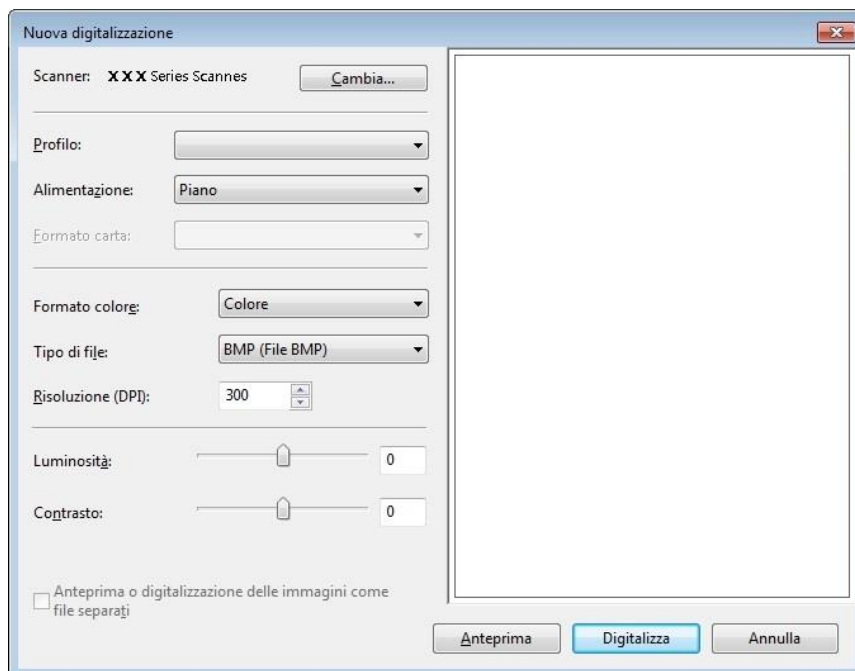 Nuova digitalizzazione
Scanner: XXX Series Scannes Cambia...
Profilo:
Alimentazione: Piano
Formato carta:
Formato colore: Colore
Tipo di file: BMP (File BMP)
Risoluzione (DPI): 300
Luminosità: 0
Contrasto: 0
Anteprima o digitalizzazione delle immagini come
file separati
Anteprima Digitalizza Annulla